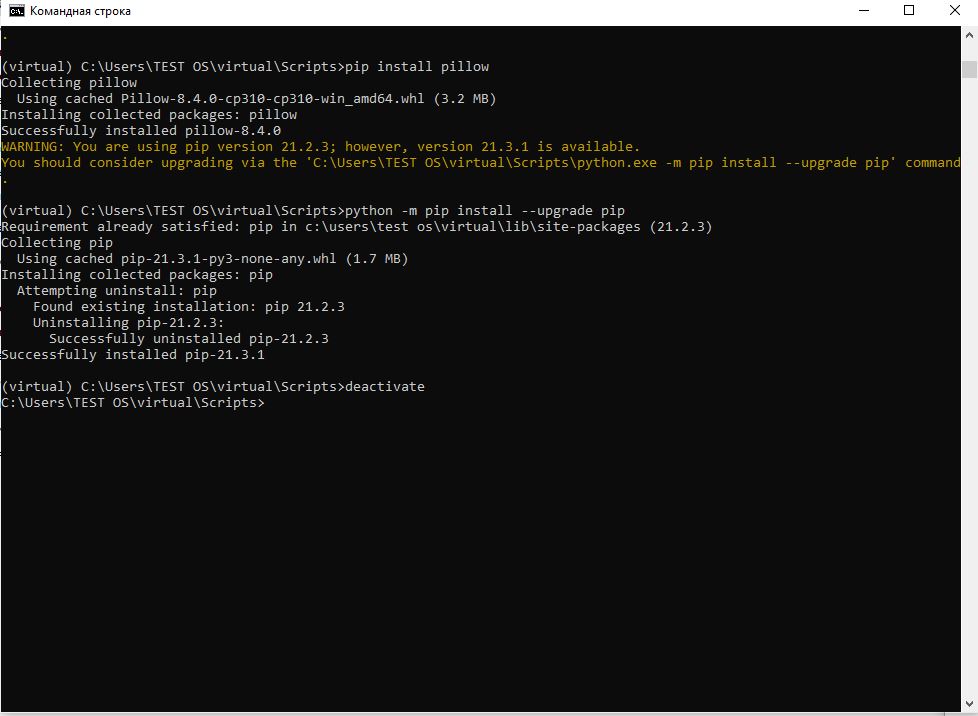 Командная строка
.
(virtual) C:\Users\TEST OS\virtual\Scripts>pip install pillow
Collecting pillow
  Using cached Pillow-8.4.0-cp310-cp310-win_amd64.whl (3.2 MB)
Installing collected packages: pillow
Successfully installed pillow-8.4.0
WARNING: You are using pip version 21.2.3; however, version 21.3.1 is available.
You should consider upgrading via the 'C:\Users\TEST OS\virtual\Scripts\python.exe -m pip install --upgrade pip' command
.
(virtual) C:\Users\TEST OS\virtual\Scripts>python -m pip install --upgrade pip
Requirement already satisfied: pip in c:\users\test os\virtual\lib\site-packages (21.2.3)
Collecting pip
  Using cached pip-21.3.1-py3-none-any.whl (1.7 MB)
Installing collected packages: pip
  Attempting uninstall: pip
    Found existing installation: pip 21.2.3
    Uninstalling pip-21.2.3:
      Successfully uninstalled pip-21.2.3
Successfully installed pip-21.3.1
(virtual) C:\Users\TEST OS\virtual\Scripts>deactivate
C:\Users\TEST OS\virtual\Scripts>